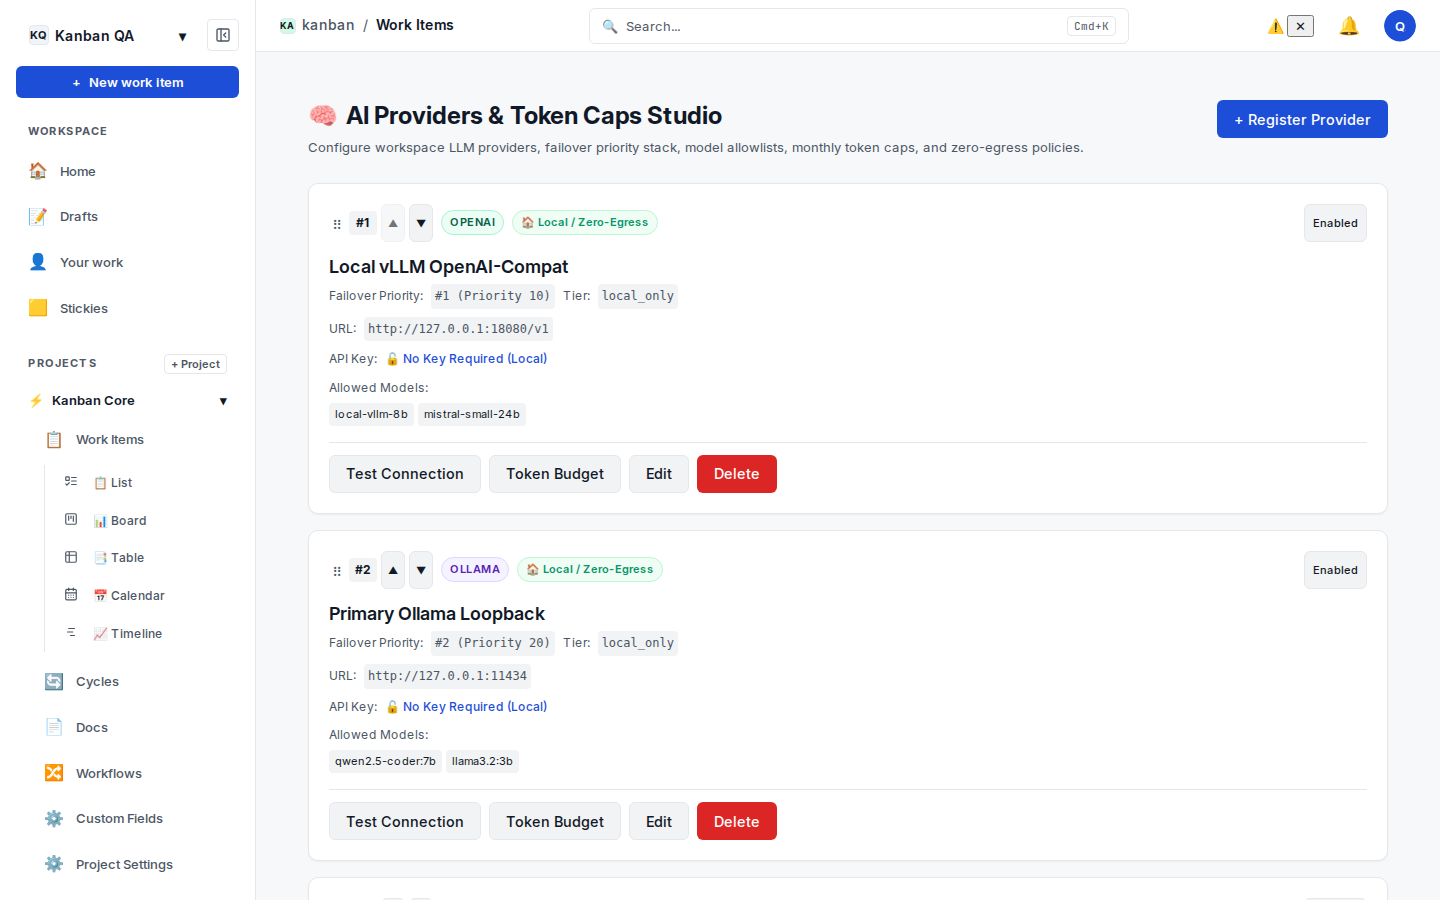 KQ Kanban QA ▼
+ New work item
WORKSPACE
🏠 Home
📝 Drafts
👤 Your work
🟨 Stickies
PROJECTS + Project
⚡ Kanban Core ▼
📋 Work Items
📋 List
📊 Board
📑 Table
📅 Calendar
📈 Timeline
🔄 Cycles
📄 Docs
🔀 Workflows
⚙️ Custom Fields
⚙️ Project Settings
KA kanban / Work Items
🔍 Search... Cmd+K
⚠️ ✕ 🔔 Q
🧠 AI Providers & Token Caps Studio
+ Register Provider
Configure workspace LLM providers, failover priority stack, model allowlists, monthly token caps, and zero-egress policies.
⠿ #1 ▲ ▼ OPENAI 🏠 Local / Zero-Egress Enabled
Local vLLM OpenAI-Compat
Failover Priority: #1 (Priority 10) Tier: local_only
URL: http://127.0.0.1:18080/v1
API Key: 🔓 No Key Required (Local)
Allowed Models:
local-vllm-8b mistral-small-24b
Test Connection Token Budget Edit Delete
⠿ #2 ▲ ▼ OLLAMA 🏠 Local / Zero-Egress Enabled
Primary Ollama Loopback
Failover Priority: #2 (Priority 20) Tier: local_only
URL: http://127.0.0.1:11434
API Key: 🔓 No Key Required (Local)
Allowed Models:
qwen2.5-coder:7b llama3.2:3b
Test Connection Token Budget Edit Delete